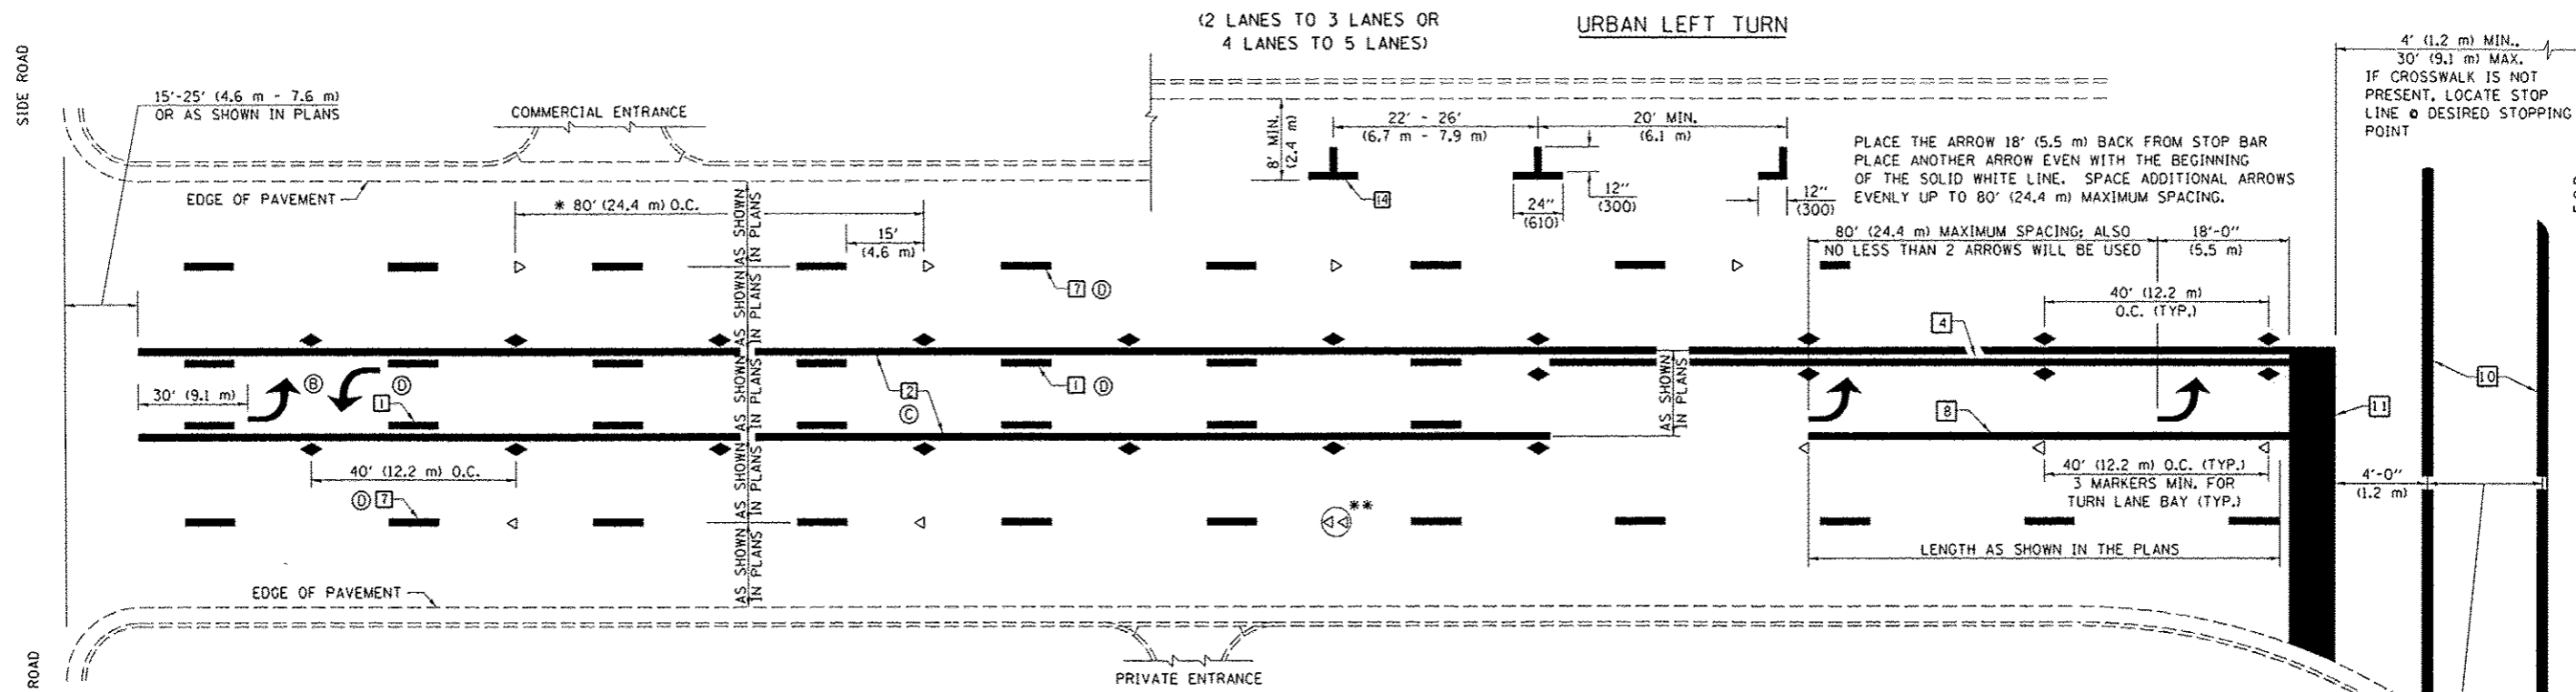 (2 LANES TO 3 LANES OR
4 LANES TO 5 LANES)
URBAN LEFT TURN
SIDE ROAD
15'-25' (4.6 m - 7.6 m)
OR AS SHOWN IN PLANS
COMMERCIAL ENTRANCE
EDGE OF PAVEMENT
* 80' (24.4 m) O.C.
15'
(4.6 m)
8' MIN.
(2.4 m)
22' - 26'
(6.7 m - 7.9 m)
20' MIN.
(6.1 m)
14
24"
(610)
12"
(300)
12"
(300)
4' (1.2 m) MIN.,
30' (9.1 m) MAX.
IF CROSSWALK IS NOT
PRESENT, LOCATE STOP
LINE @ DESIRED STOPPING
POINT
PLACE THE ARROW 18' (5.5 m) BACK FROM STOP BAR
PLACE ANOTHER ARROW EVEN WITH THE BEGINNING
OF THE SOLID WHITE LINE. SPACE ADDITIONAL ARROWS
EVENLY UP TO 80' (24.4 m) MAXIMUM SPACING.
80' (24.4 m) MAXIMUM SPACING; ALSO
NO LESS THAN 2 ARROWS WILL BE USED
18'-0"
(5.5 m)
7 D
40' (12.2 m)
O.C. (TYP.)
4
AS SHOWN
IN PLANS
AS SHOWN
IN PLANS
AS SHOWN
IN PLANS
AS SHOWN
IN PLANS
AS SHOWN
IN PLANS
30' (9.1 m)
B
D
1
2
C
1 D
8
10
11
40' (12.2 m) O.C.
D 7
**
40' (12.2 m) O.C. (TYP.)
3 MARKERS MIN. FOR
TURN LANE BAY (TYP.)
4'-0"
(1.2 m)
LENGTH AS SHOWN IN THE PLANS
EDGE OF PAVEMENT
ROAD
PRIVATE ENTRANCE